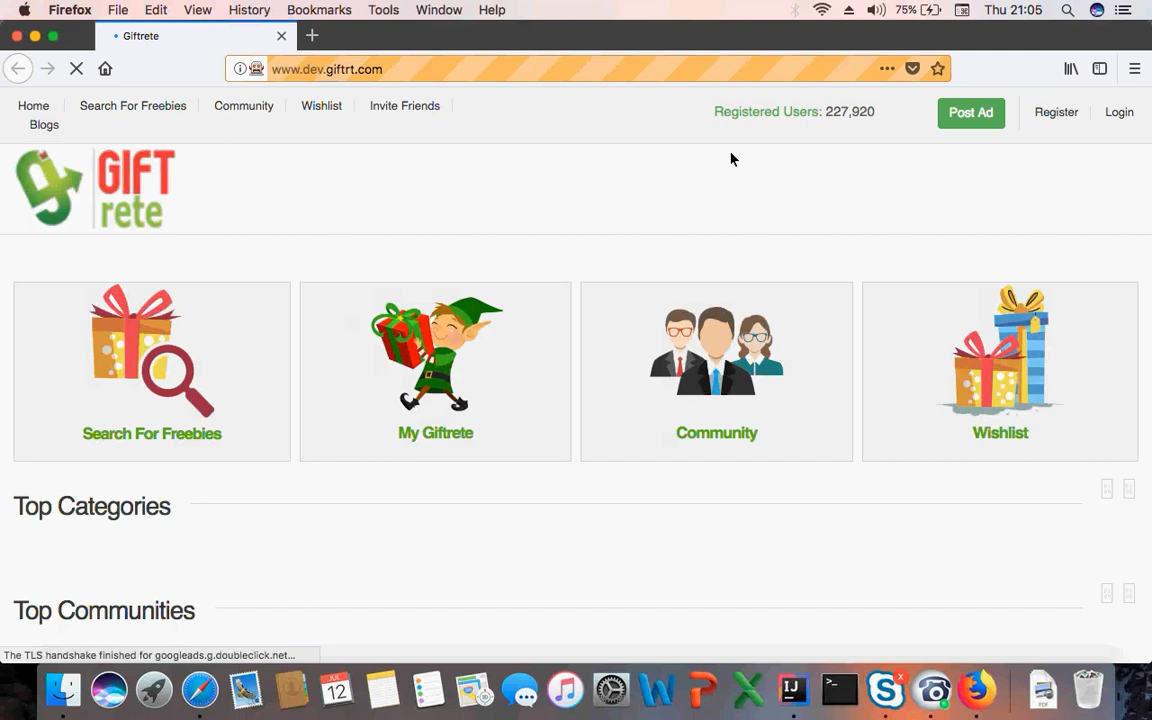 Firefox File Edit View History Bookmarks Tools Window Help 75% Thu 21:05
Giftrete
www.dev.giftrt.com
Home Search For Freebies Community Wishlist Invite Friends
Blogs
Registered Users: 227,920 Post Ad Register Login
GIFT
rete
Search For Freebies My Giftrete Community Wishlist
Top Categories
Top Communities
The TLS handshake finished for googleads.g.doubleclick.net...
JUL
12
IJ
PDF